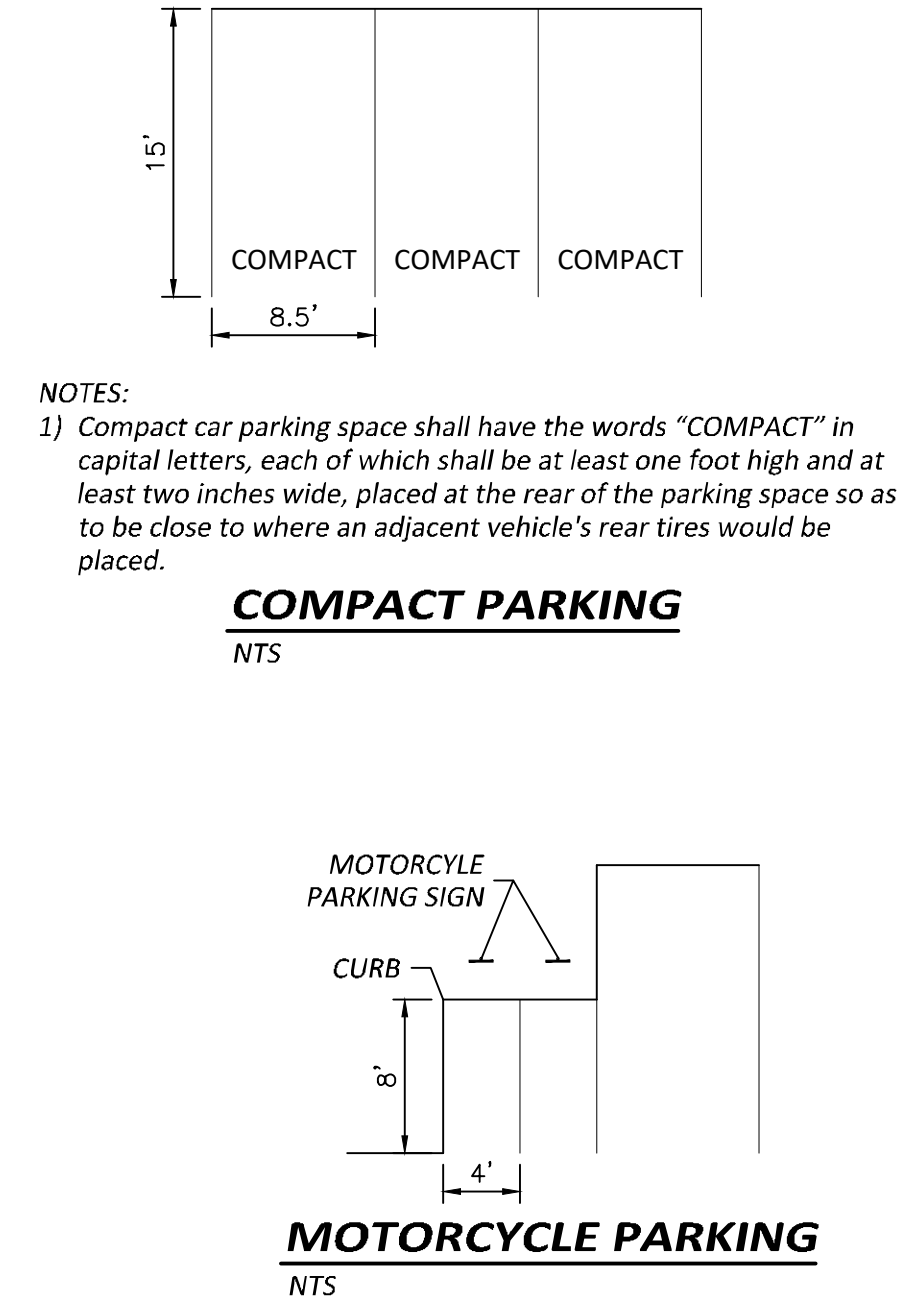 15'
COMPACT COMPACT COMPACT
8.5'
NOTES:
1) Compact car parking space shall have the words “COMPACT” in
capital letters, each of which shall be at least one foot high and at
least two inches wide, placed at the rear of the parking space so as
to be close to where an adjacent vehicle's rear tires would be
placed.
COMPACT PARKING
NTS
MOTORCYLE
PARKING SIGN
CURB
8'
4'
MOTORCYCLE PARKING
NTS